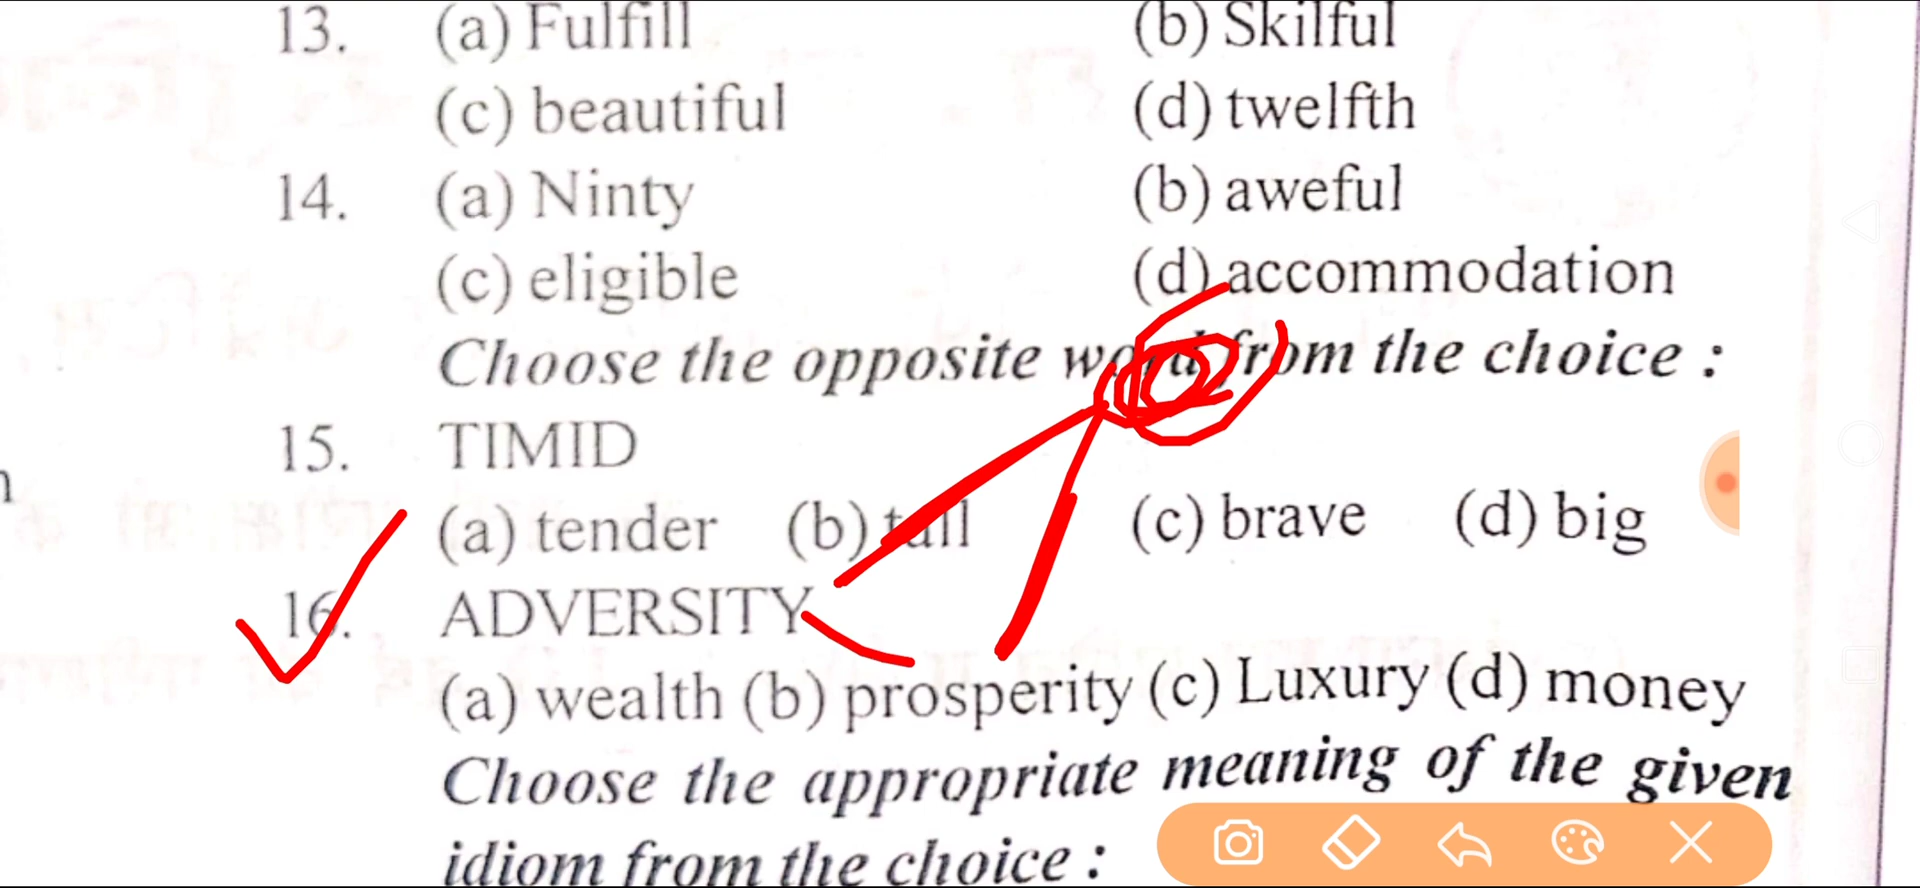 13. (a) Fulfill (b) Skilful
(c) beautiful (d) twelfth
14. (a) Ninty (b) aweful
(c) eligible (d) accommodation
Choose the opposite word from the choice :
15. TIMID
(a) tender (b) tall (c) brave (d) big
16. ADVERSITY
(a) wealth (b) prosperity (c) Luxury (d) money
Choose the appropriate meaning of the given
idiom from the choice :